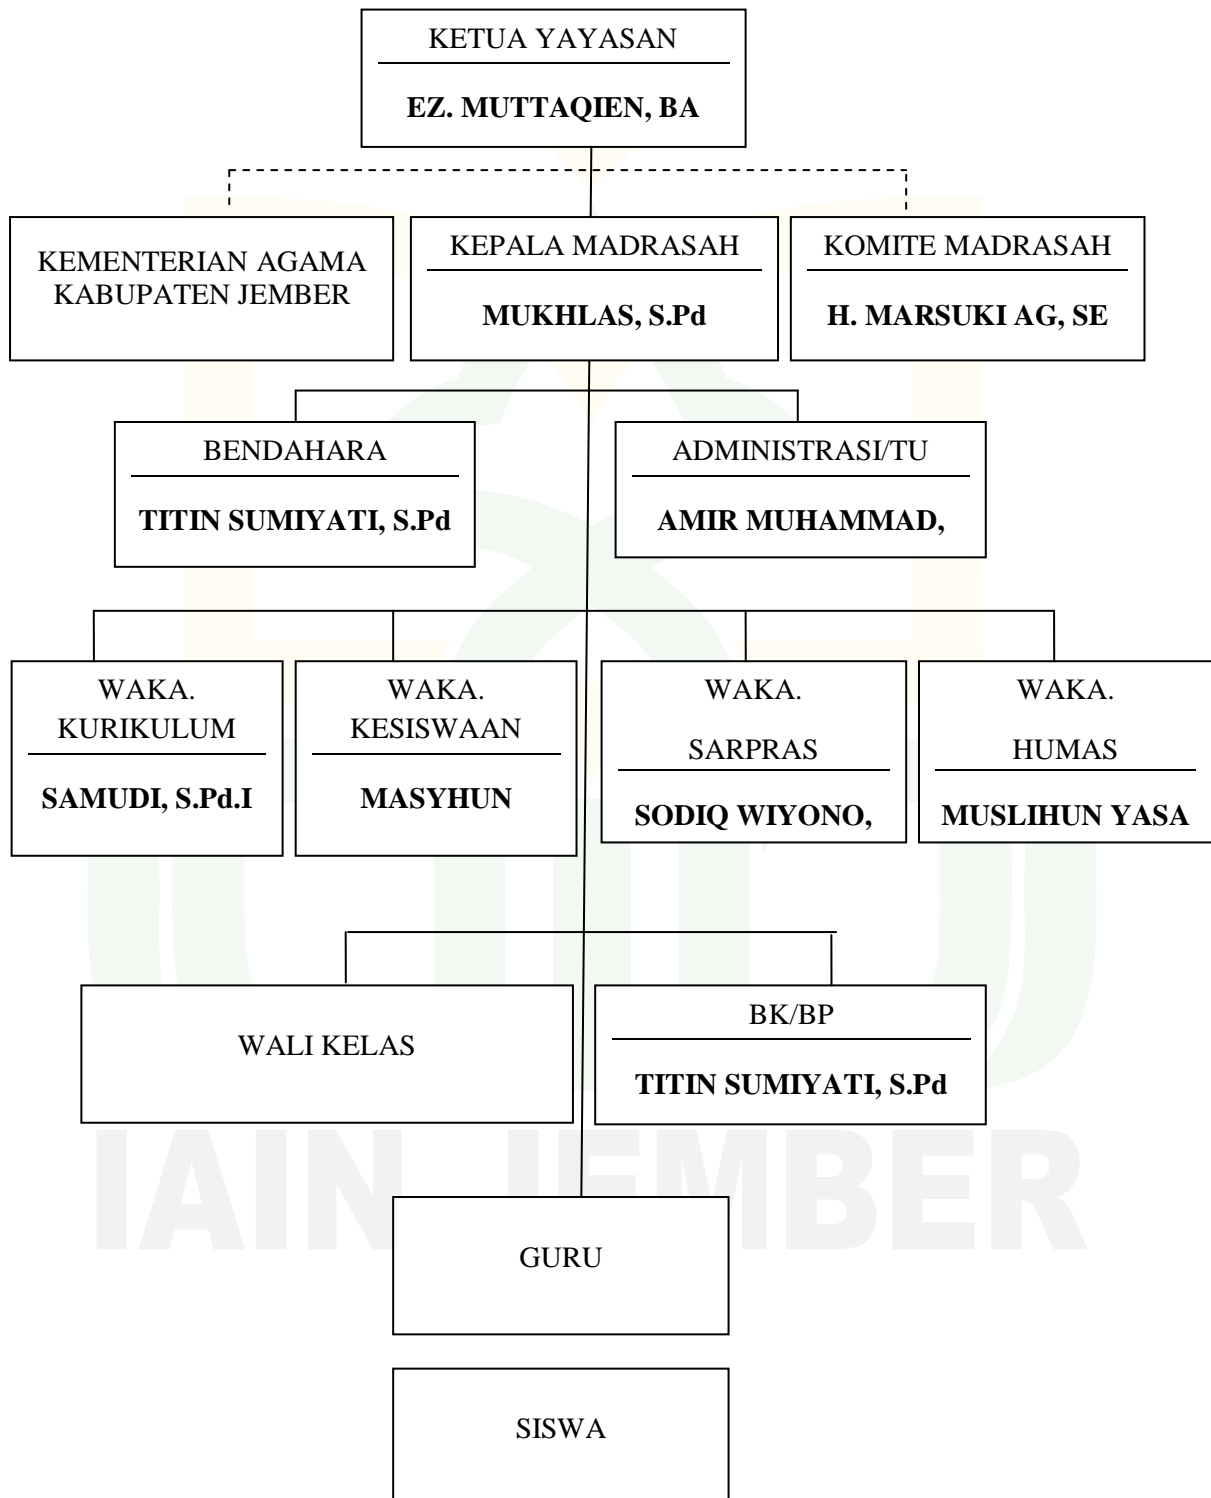 KETUA YAYASAN
EZ. MUTTAQIEN, BA
KEMENTERIAN AGAMA
KABUPATEN JEMBER
KEPALA MADRASAH
MUKHLAS, S.Pd
KOMITE MADRASAH
H. MARSUKI AG, SE
BENDAHARA
TITIN SUMIYATI, S.Pd
ADMINISTRASI/TU
AMIR MUHAMMAD,
WAKA.
KURIKULUM
SAMUDI, S.Pd.I
WAKA.
KESISWAAN
MASYHUN
WAKA.
SARPRAS
SODIQ WIYONO,
WAKA.
HUMAS
MUSLIHUN YASA
WALI KELAS
BK/BP
TITIN SUMIYATI, S.Pd
IAIN JEMBER
GURU
SISWA